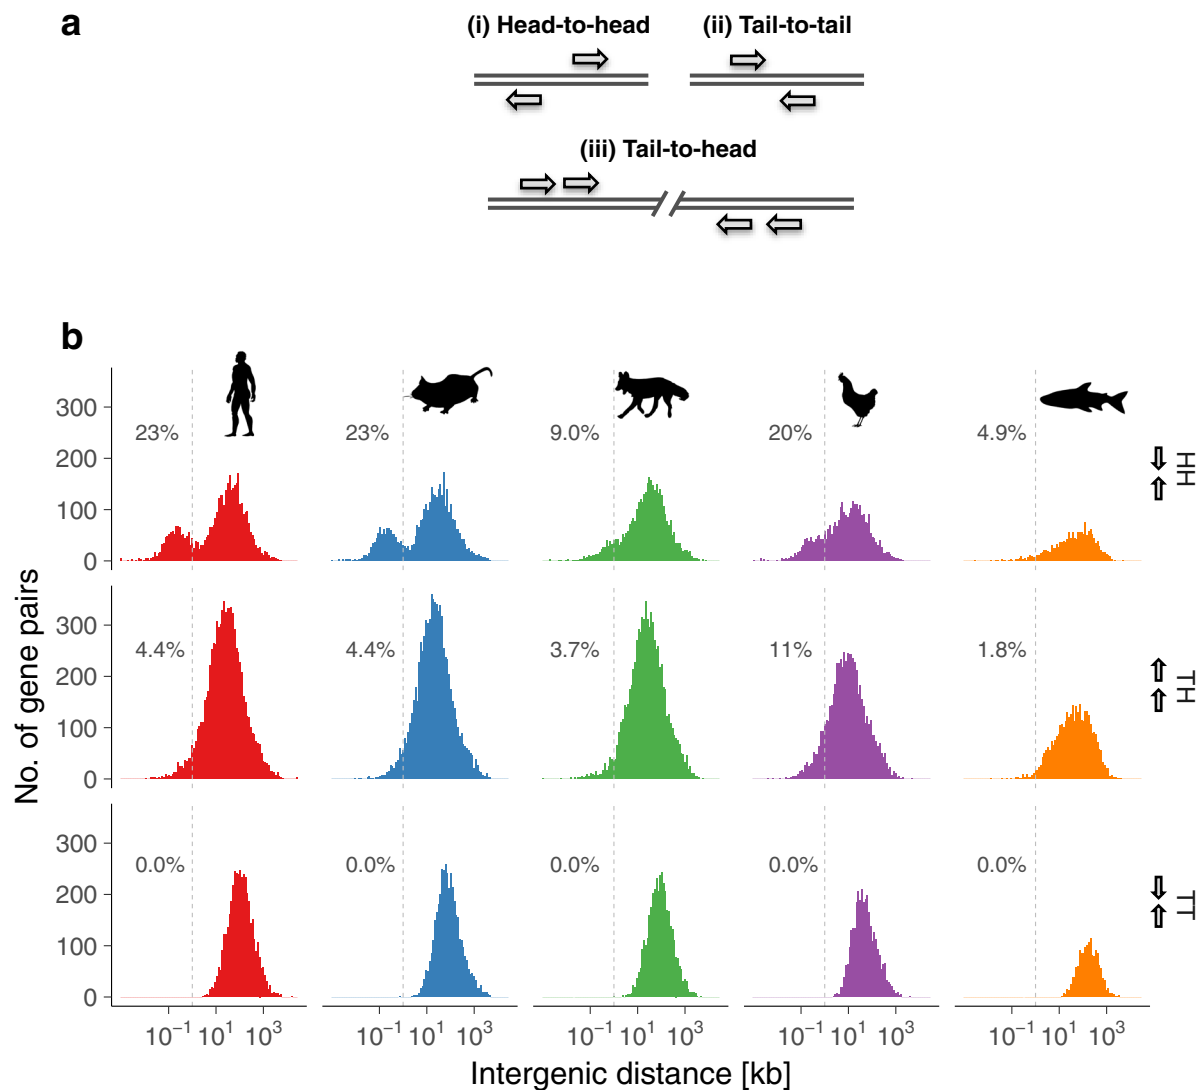 a
(i) Head-to-head
(ii) Tail-to-tail
(iii) Tail-to-head
b
No. of gene pairs
300
200
100
0
23%
23%
9.0%
20%
4.9%
HH
300
200
100
0
4.4%
4.4%
3.7%
11%
1.8%
TH
300
200
100
0
0.0%
0.0%
0.0%
0.0%
0.0%
TT
10⁻¹ 10¹ 10³
10⁻¹ 10¹ 10³
10⁻¹ 10¹ 10³
10⁻¹ 10¹ 10³
10⁻¹ 10¹ 10³
Intergenic distance [kb]